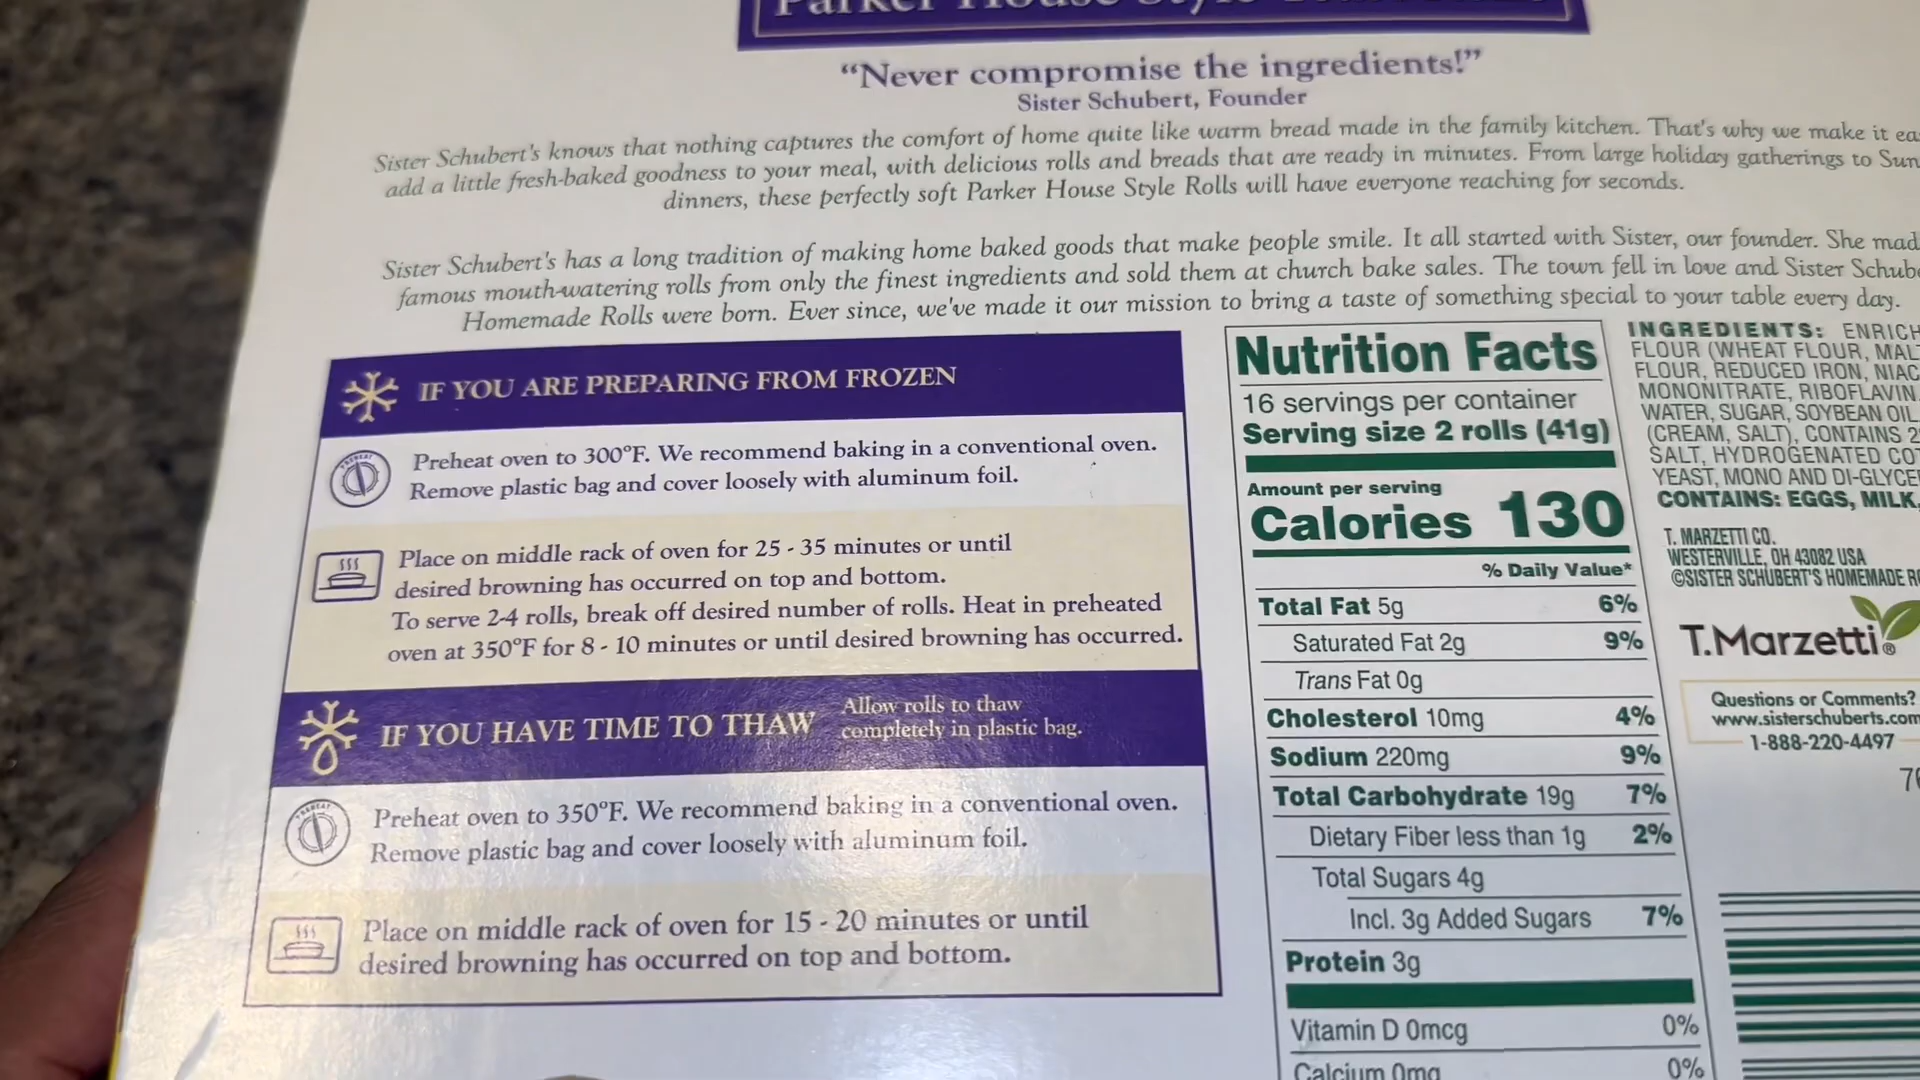 Parker House Style
"Never compromise the ingredients!"
Sister Schubert, Founder
Sister Schubert's knows that nothing captures the comfort of home quite like warm bread made in the family kitchen. That's why we make it
add a little fresh-baked goodness to your meal, with delicious rolls and breads that are ready in minutes. From large holiday gatherings to
dinners, these perfectly soft Parker House Style Rolls will have everyone reaching for seconds.
Sister Schubert's has a long tradition of making home baked goods that make people smile. It all started with Sister, our founder. She
famous mouth-watering rolls from only the finest ingredients and sold them at church bake sales. The town fell in love and Sister
Homemade Rolls were born. Ever since, we've made it our mission to bring a taste of something special to your table every day.
IF YOU ARE PREPARING FROM FROZEN
PREHEAT
Preheat oven to 300°F. We recommend baking in a conventional oven.
Remove plastic bag and cover loosely with aluminum foil.
Place on middle rack of oven for 25 - 35 minutes or until
desired browning has occurred on top and bottom.
To serve 2-4 rolls, break off desired number of rolls. Heat in preheated
oven at 350°F for 8 - 10 minutes or until desired browning has occurred.
IF YOU HAVE TIME TO THAW
Allow rolls to thaw
completely in plastic bag.
PREHEAT
Preheat oven to 350°F. We recommend baking in a conventional oven.
Remove plastic bag and cover loosely with aluminum foil.
Place on middle rack of oven for 15 - 20 minutes or until
desired browning has occurred on top and bottom.
Nutrition Facts
16 servings per container
Serving size 2 rolls (41g)
Amount per serving
Calories 130
% Daily Value*
Total Fat 5g 6%
Saturated Fat 2g 9%
Trans Fat 0g
Cholesterol 10mg 4%
Sodium 220mg 9%
Total Carbohydrate 19g 7%
Dietary Fiber less than 1g 2%
Total Sugars 4g
Incl. 3g Added Sugars 7%
Protein 3g
Vitamin D 0mcg 0%
Calcium 0mg 0%
INGREDIENTS:
FLOUR (WHEAT FLOUR,
FLOUR, REDUCED IRON,
MONONITRATE, RIBOFLAVIN
WATER, SUGAR, SOYBEAN OIL
(CREAM, SALT), CONTAINS
SALT, HYDROGENATED
YEAST, MONO AND
CONTAINS: EGGS, MILK,
T. MARZETTI CO.
WESTERVILLE, OH 43082 USA
©SISTER SCHUBERT'S HOMEMADE
T.Marzetti®
Questions or Comments?
www.sisterschuberts.com
1-888-220-4497